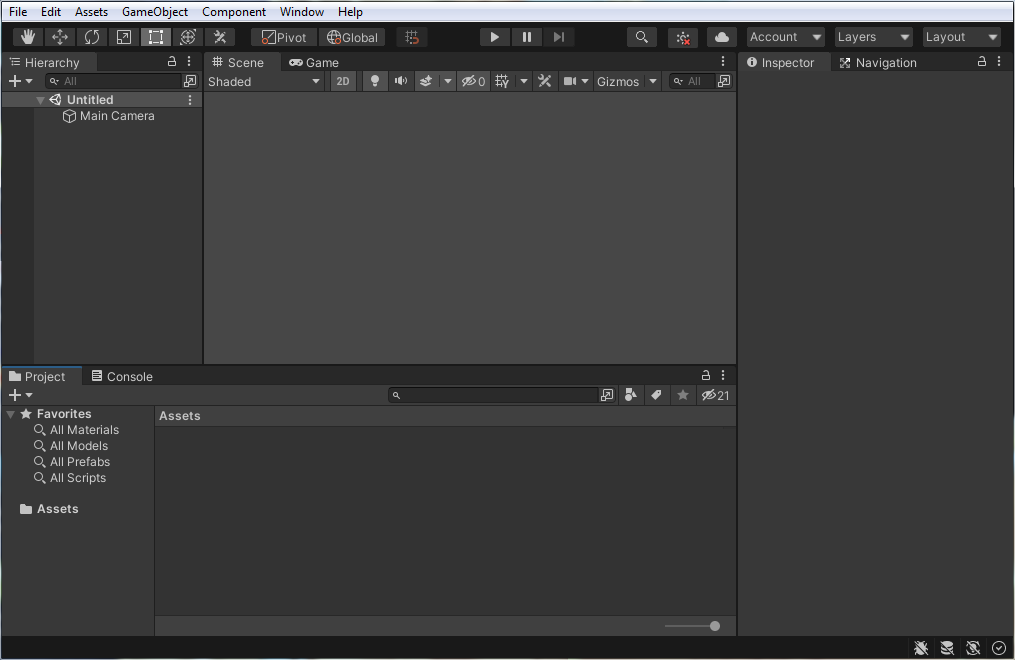 File Edit Assets GameObject Component Window Help
Pivot Global Account Layers Layout
Hierarchy
All
Untitled
Main Camera
Scene Game
Shaded 2D 0 Gizmos All
Inspector Navigation
Project Console
21
Favorites
All Materials
All Models
All Prefabs
All Scripts
Assets
Assets